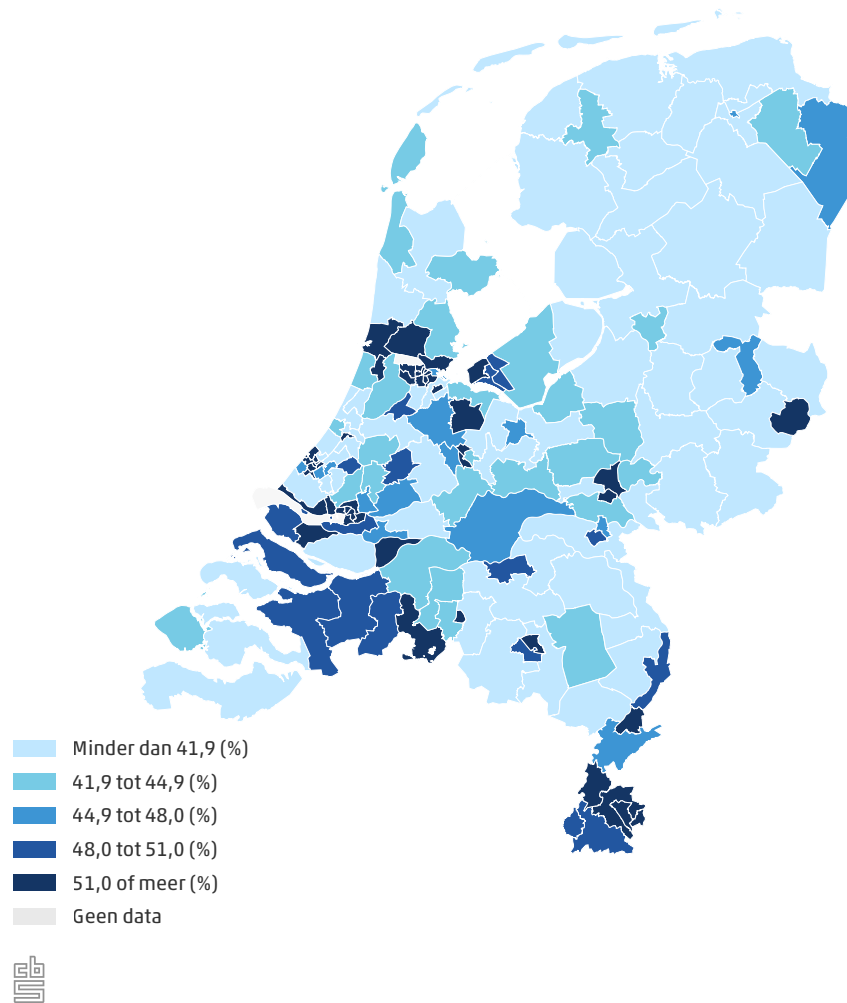 Minder dan 41,9 (%)
41,9 tot 44,9 (%)
44,9 tot 48,0 (%)
48,0 tot 51,0 (%)
51,0 of meer (%)
Geen data
cbs